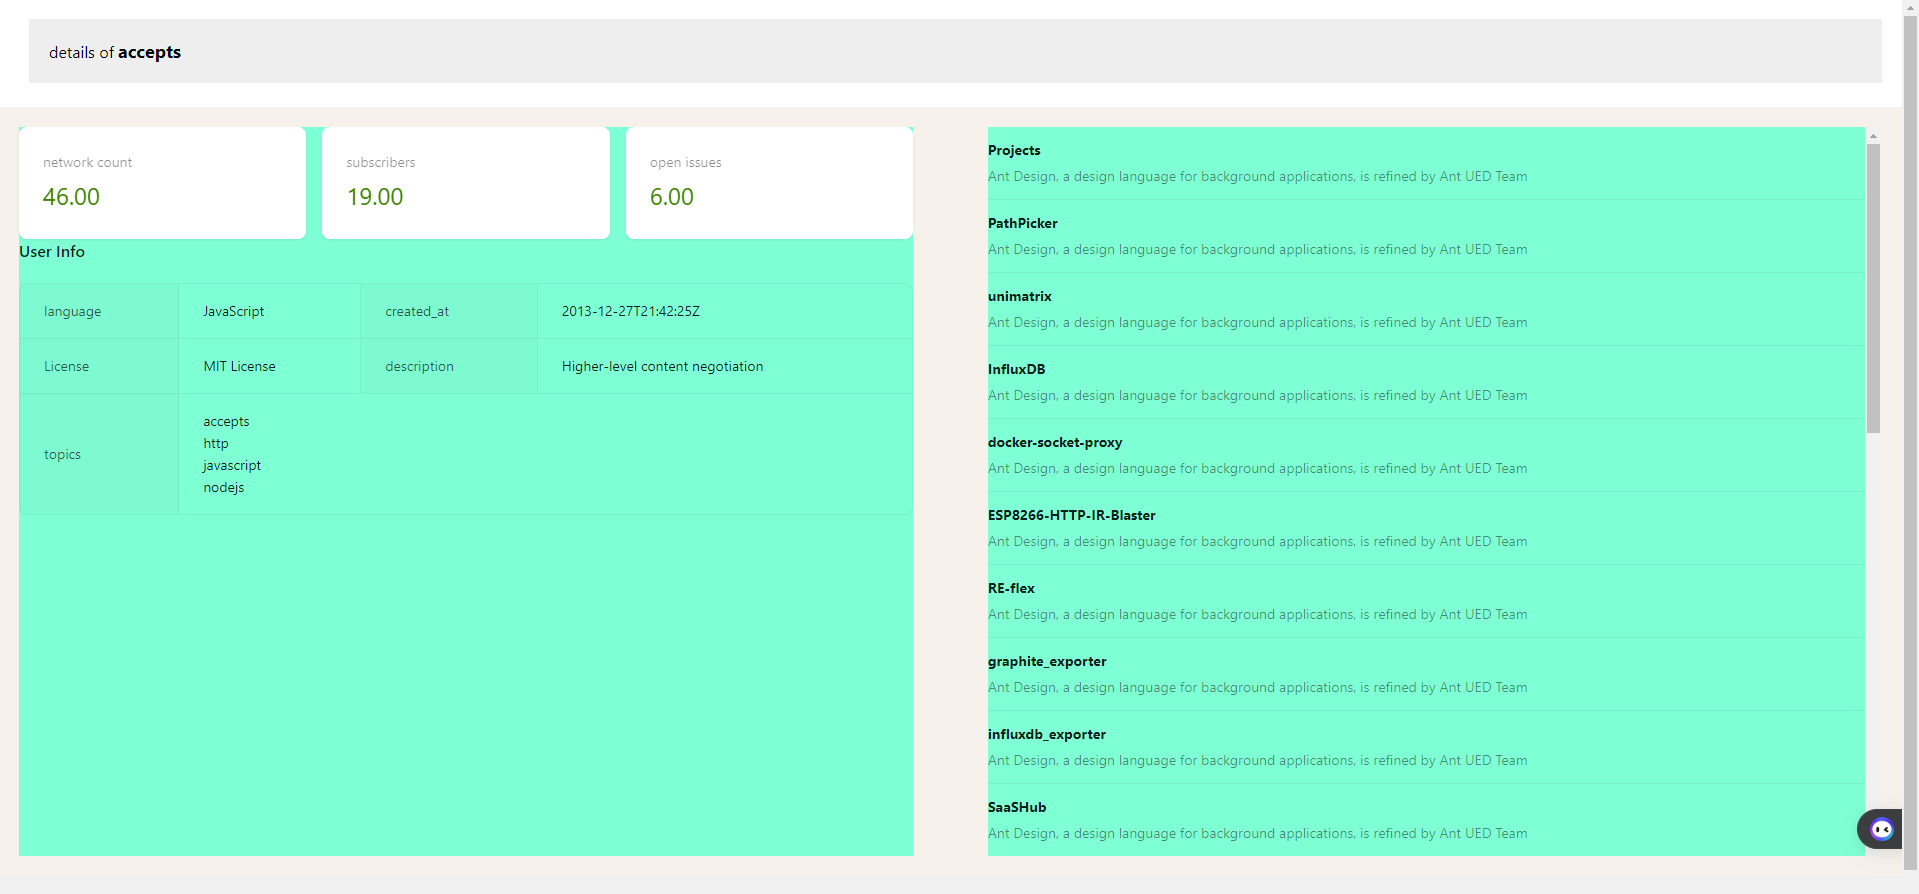 details of accepts
network count
46.00
subscribers
19.00
open issues
6.00
User Info
language
JavaScript
created_at
2013-12-27T21:42:25Z
License
MIT License
description
Higher-level content negotiation
topics
accepts
http
javascript
nodejs
Projects
Ant Design, a design language for background applications, is refined by Ant UED Team
PathPicker
Ant Design, a design language for background applications, is refined by Ant UED Team
unimatrix
Ant Design, a design language for background applications, is refined by Ant UED Team
InfluxDB
Ant Design, a design language for background applications, is refined by Ant UED Team
docker-socket-proxy
Ant Design, a design language for background applications, is refined by Ant UED Team
ESP8266-HTTP-IR-Blaster
Ant Design, a design language for background applications, is refined by Ant UED Team
RE-flex
Ant Design, a design language for background applications, is refined by Ant UED Team
graphite_exporter
Ant Design, a design language for background applications, is refined by Ant UED Team
influxdb_exporter
Ant Design, a design language for background applications, is refined by Ant UED Team
SaaSHub
Ant Design, a design language for background applications, is refined by Ant UED Team